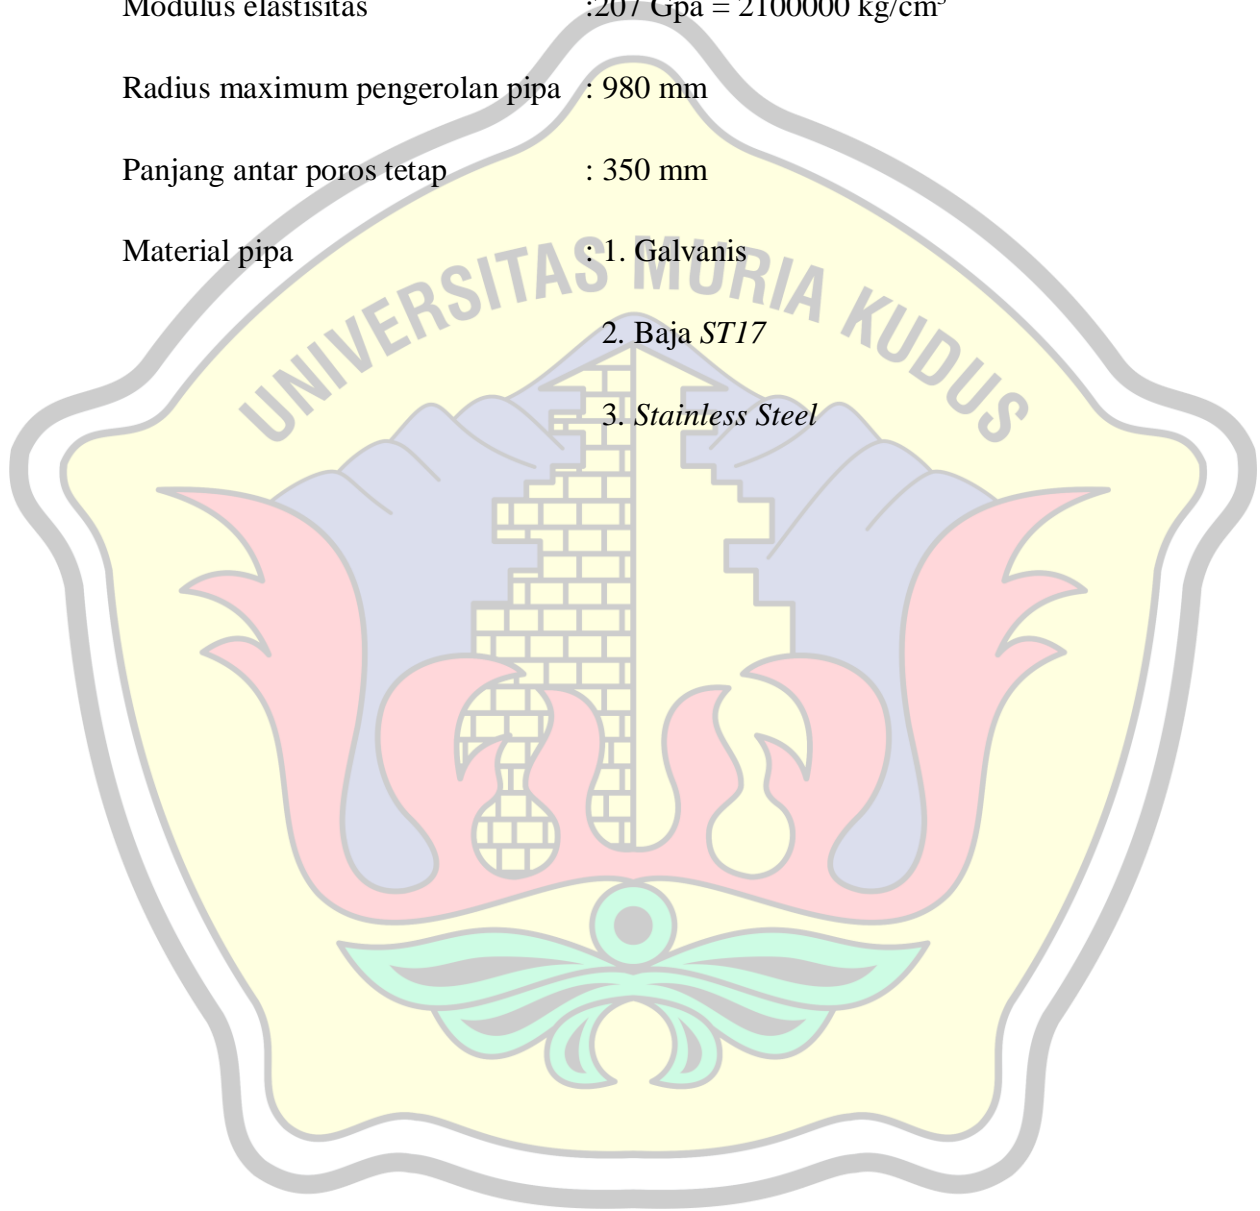 Modulus elastisitas :207 Gpa = 2100000 kg/cm³
Radius maximum pengerolan pipa : 980 mm
Panjang antar poros tetap : 350 mm
Material pipa : 1. Galvanis
2. Baja ST17
3. Stainless Steel
UNIVERSITAS MURIA KUDUS